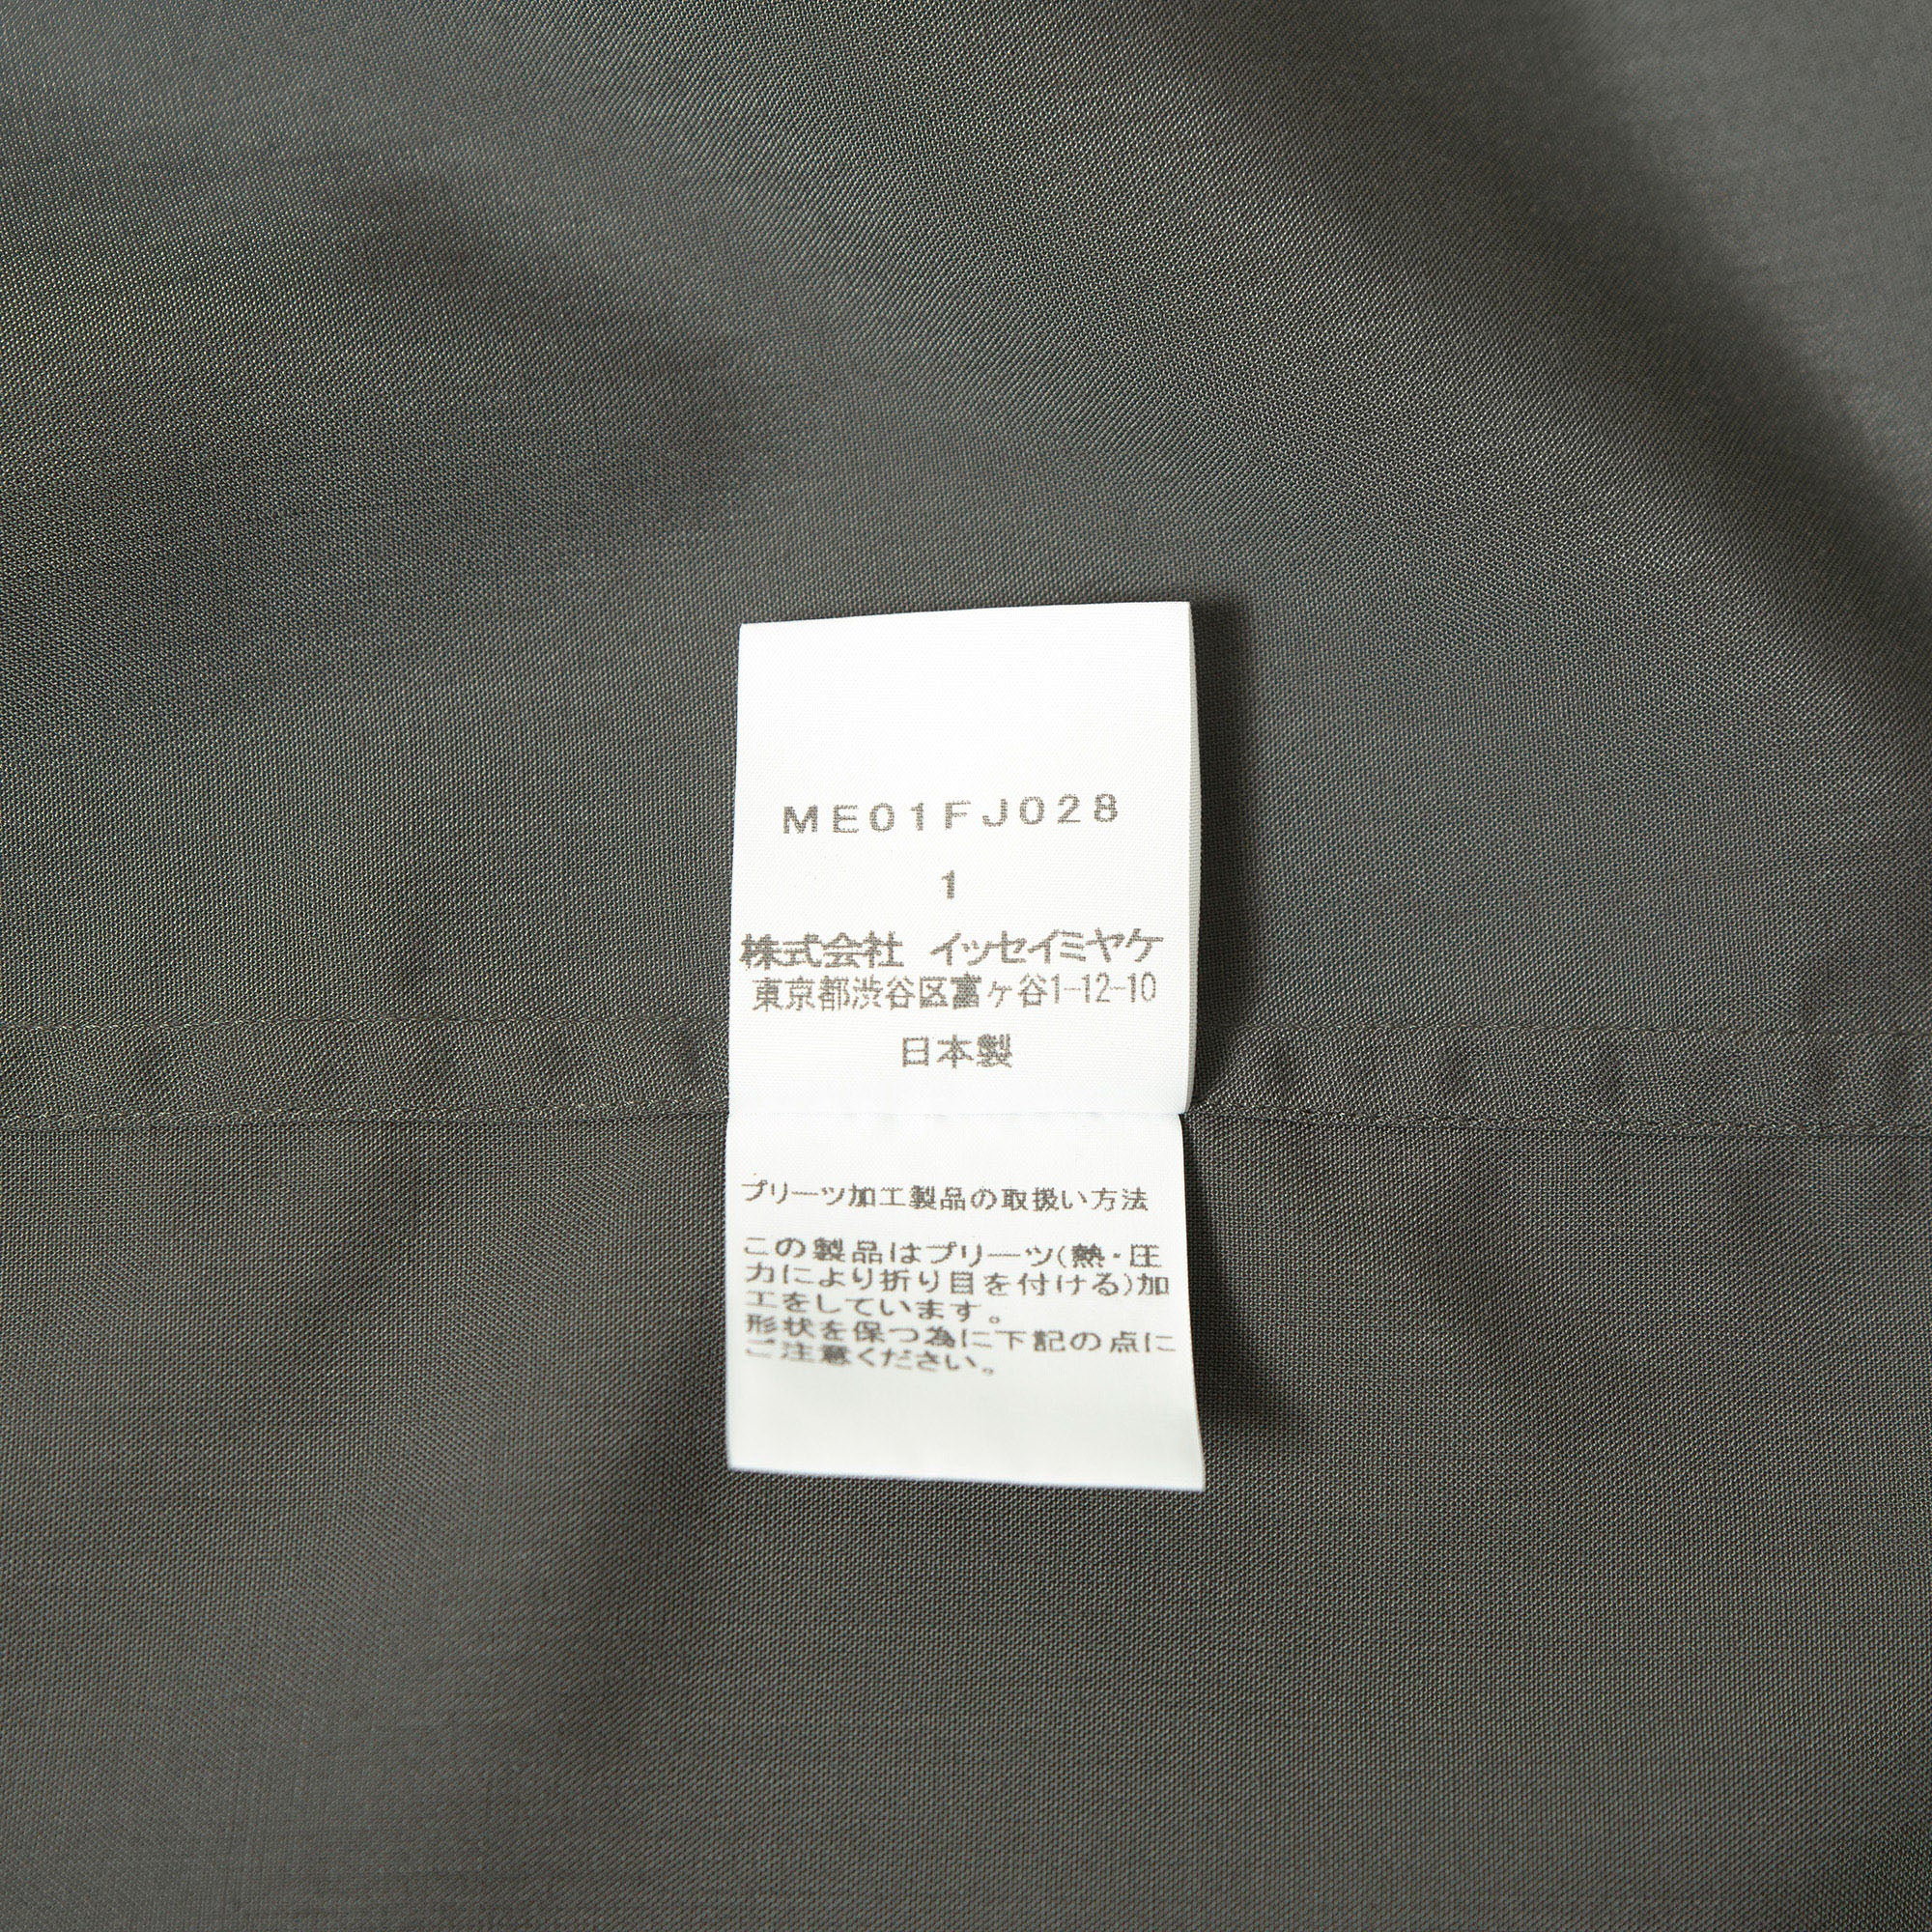 ME01FJ028
1
株式会社 イッセイミヤケ
東京都渋谷区富ヶ谷1-12-10
日本製
プリーツ加工製品の取扱い方法
この製品はプリーツ(熱・圧
力により折り目を付ける)加
工をしています。
形状を保つ為に下記の点に
ご注意ください。